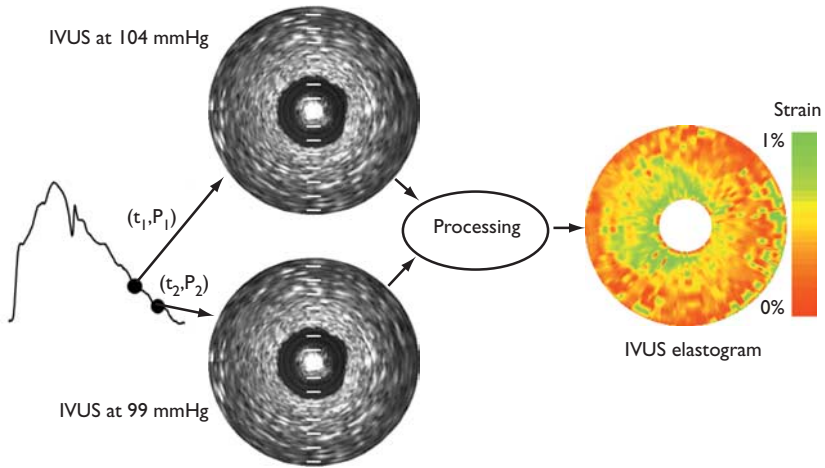 IVUS at 104 mmHg
(t₁,P₁)
(t₂,P₂)
IVUS at 99 mmHg
Processing
Strain
1%
0%
IVUS elastogram